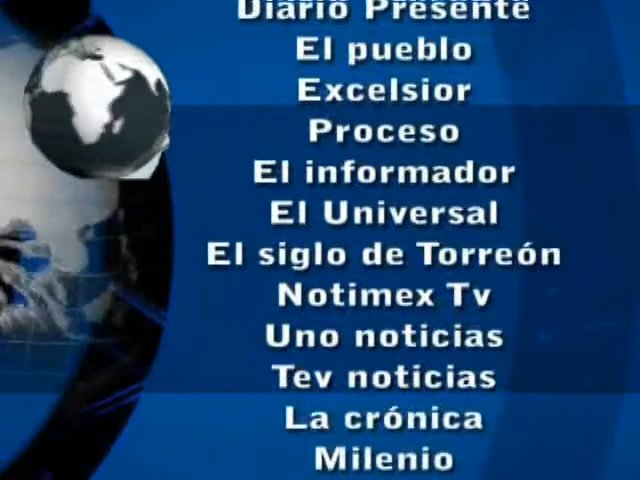 Diario Presente
El pueblo
Excelsior
Proceso
El informador
El Universal
El siglo de Torreón
Notimex Tv
Uno noticias
Tev noticias
La crónica
Milenio